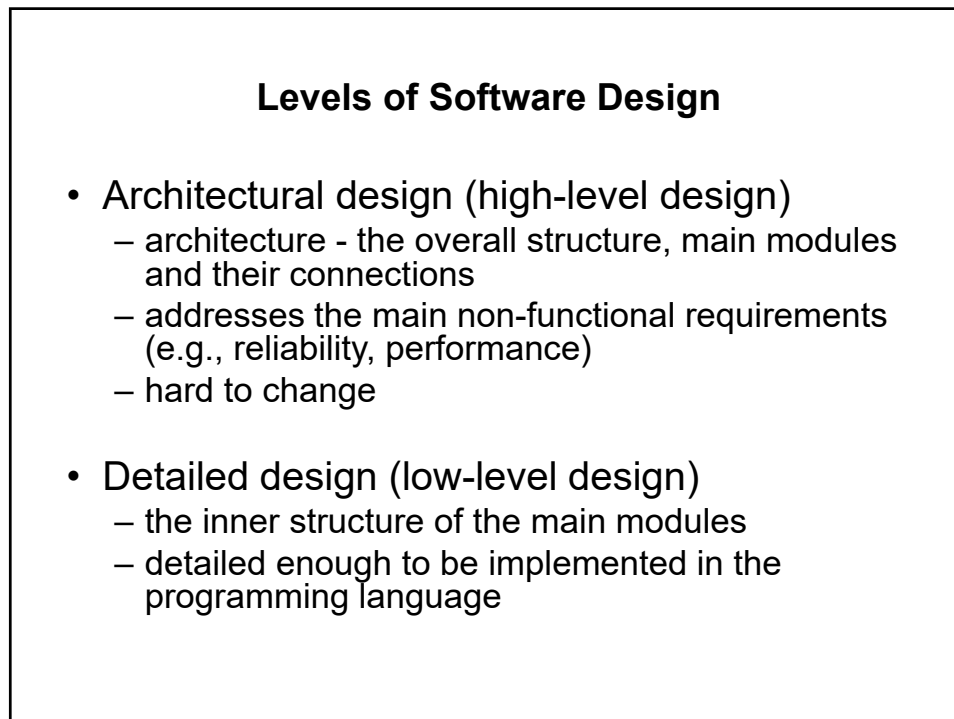 Levels of Software Design
• Architectural design (high-level design)
– architecture - the overall structure, main modules
and their connections
– addresses the main non-functional requirements
(e.g., reliability, performance)
– hard to change
• Detailed design (low-level design)
– the inner structure of the main modules
– detailed enough to be implemented in the
programming language